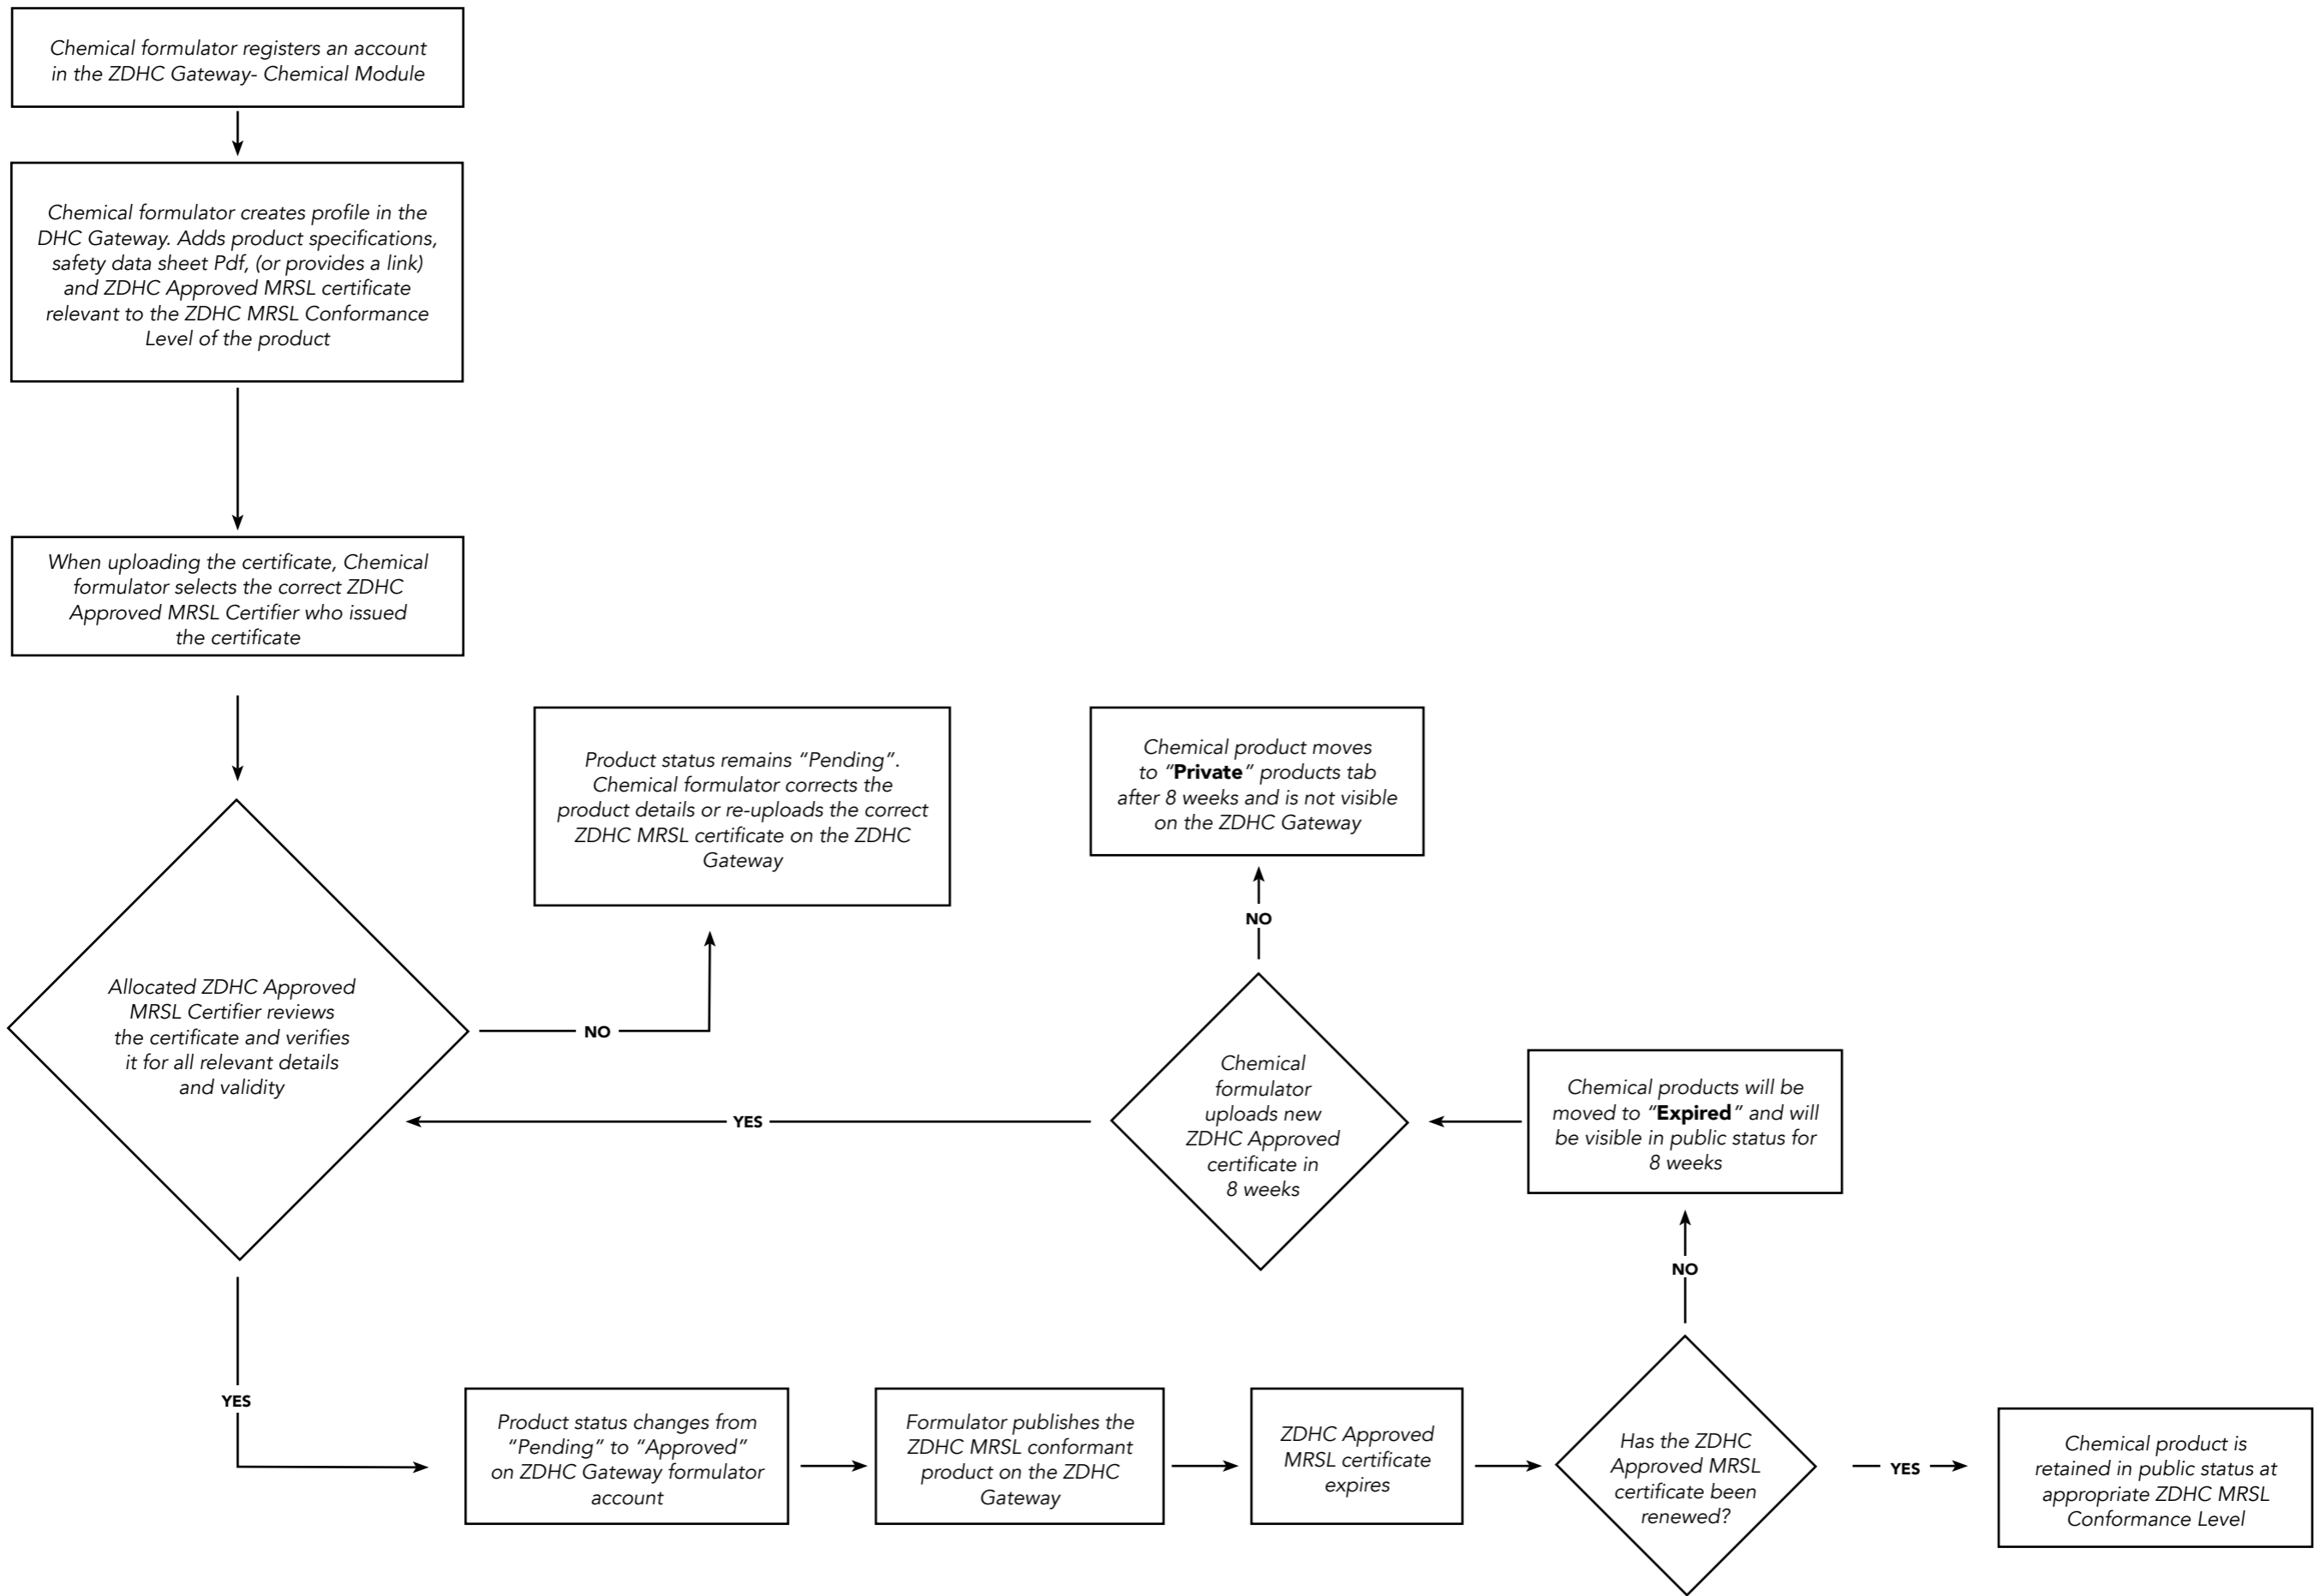 Chemical formulator registers an account
in the ZDHC Gateway- Chemical Module
Chemical formulator creates profile in the
DHC Gateway. Adds product specifications,
safety data sheet Pdf, (or provides a link)
and ZDHC Approved MRSL certificate
relevant to the ZDHC MRSL Conformance
Level of the product
When uploading the certificate, Chemical
formulator selects the correct ZDHC
Approved MRSL Certifier who issued
the certificate
Allocated ZDHC Approved
MRSL Certifier reviews
the certificate and verifies
it for all relevant details
and validity
NO
Product status remains “Pending”.
Chemical formulator corrects the
product details or re-uploads the correct
ZDHC MRSL certificate on the ZDHC
Gateway
YES
Product status changes from
“Pending” to “Approved”
on ZDHC Gateway formulator
account
Formulator publishes the
ZDHC MRSL conformant
product on the ZDHC
Gateway
ZDHC Approved
MRSL certificate
expires
Has the ZDHC
Approved MRSL
certificate been
renewed?
YES
Chemical product is
retained in public status at
appropriate ZDHC MRSL
Conformance Level
NO
Chemical products will be
moved to “Expired” and will
be visible in public status for
8 weeks
Chemical
formulator
uploads new
ZDHC Approved
certificate in
8 weeks
YES
NO
Chemical product moves
to “Private” products tab
after 8 weeks and is not visible
on the ZDHC Gateway